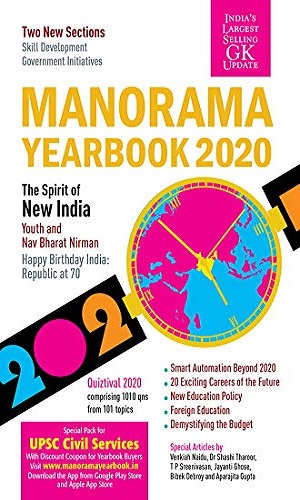 Two New Sections
Skill Development
Government Initiatives
INDIA'S
LARGEST
SELLING
GK
UPDATE
MANORAMA
YEARBOOK 2020
The Spirit of
New India
Youth and
Nav Bharat Nirman
Happy Birthday India:
Republic at 70
2020
Quiztival 2020
comprising 1010 qns
from 101 topics
• Smart Automation Beyond 2020
• 20 Exciting Careers of the Future
• New Education Policy
• Foreign Education
• Demystifying the Budget
Special Pack for
UPSC Civil Services
With Discount Coupon for Yearbook Buyers
Visit www.manoramayearbook.in
Download the App from Google Play Store
and Apple App Store
Special Articles by
Venkiah Naidu, Dr Shashi Tharoor,
T P Sreenivasan, Jayati Ghose,
Bibek Debroy and Aparajita Gupta